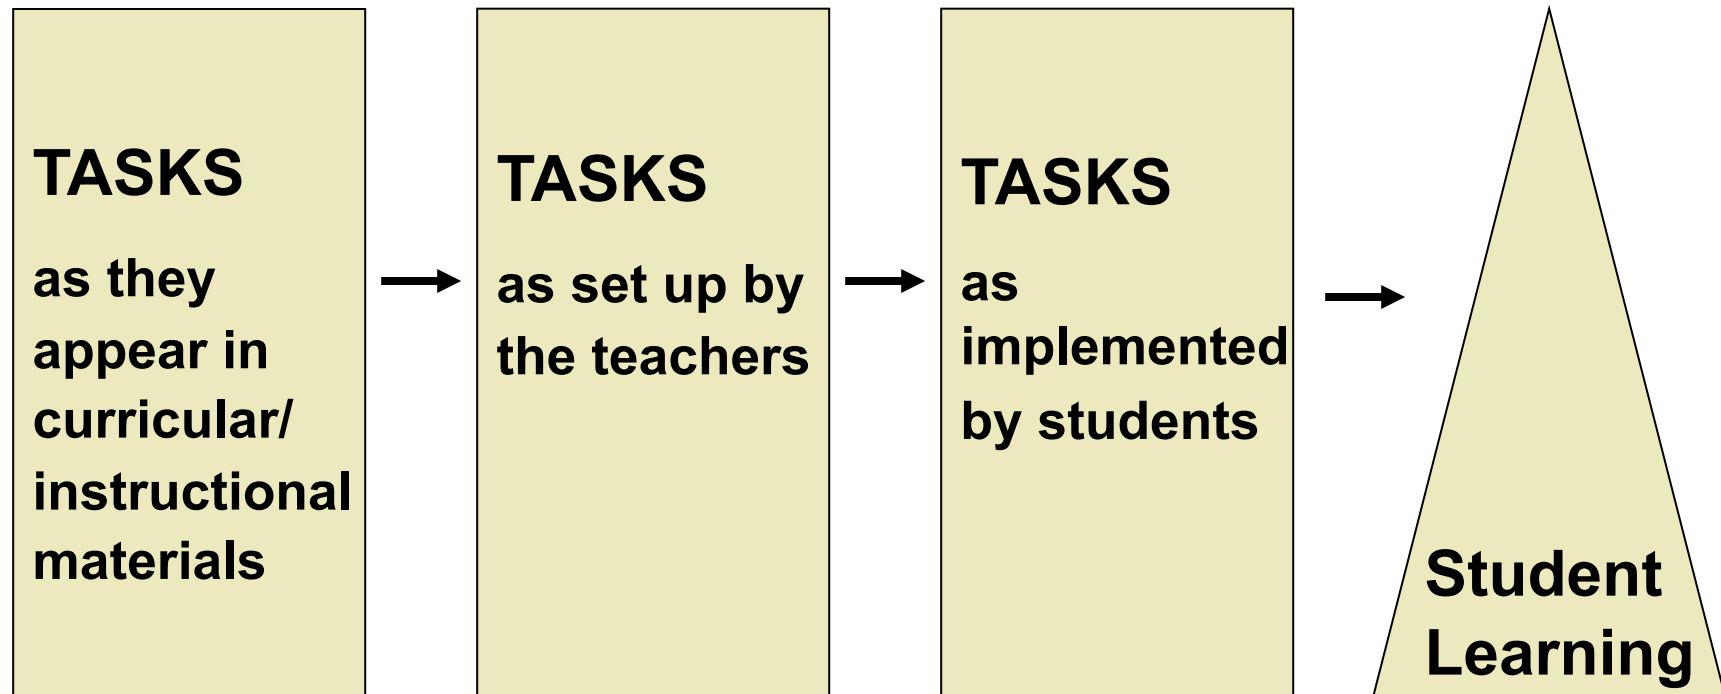 TASKS
as they
appear in
curricular/
instructional
materials
TASKS
as set up by
the teachers
TASKS
as
implemented
by students
Student
Learning